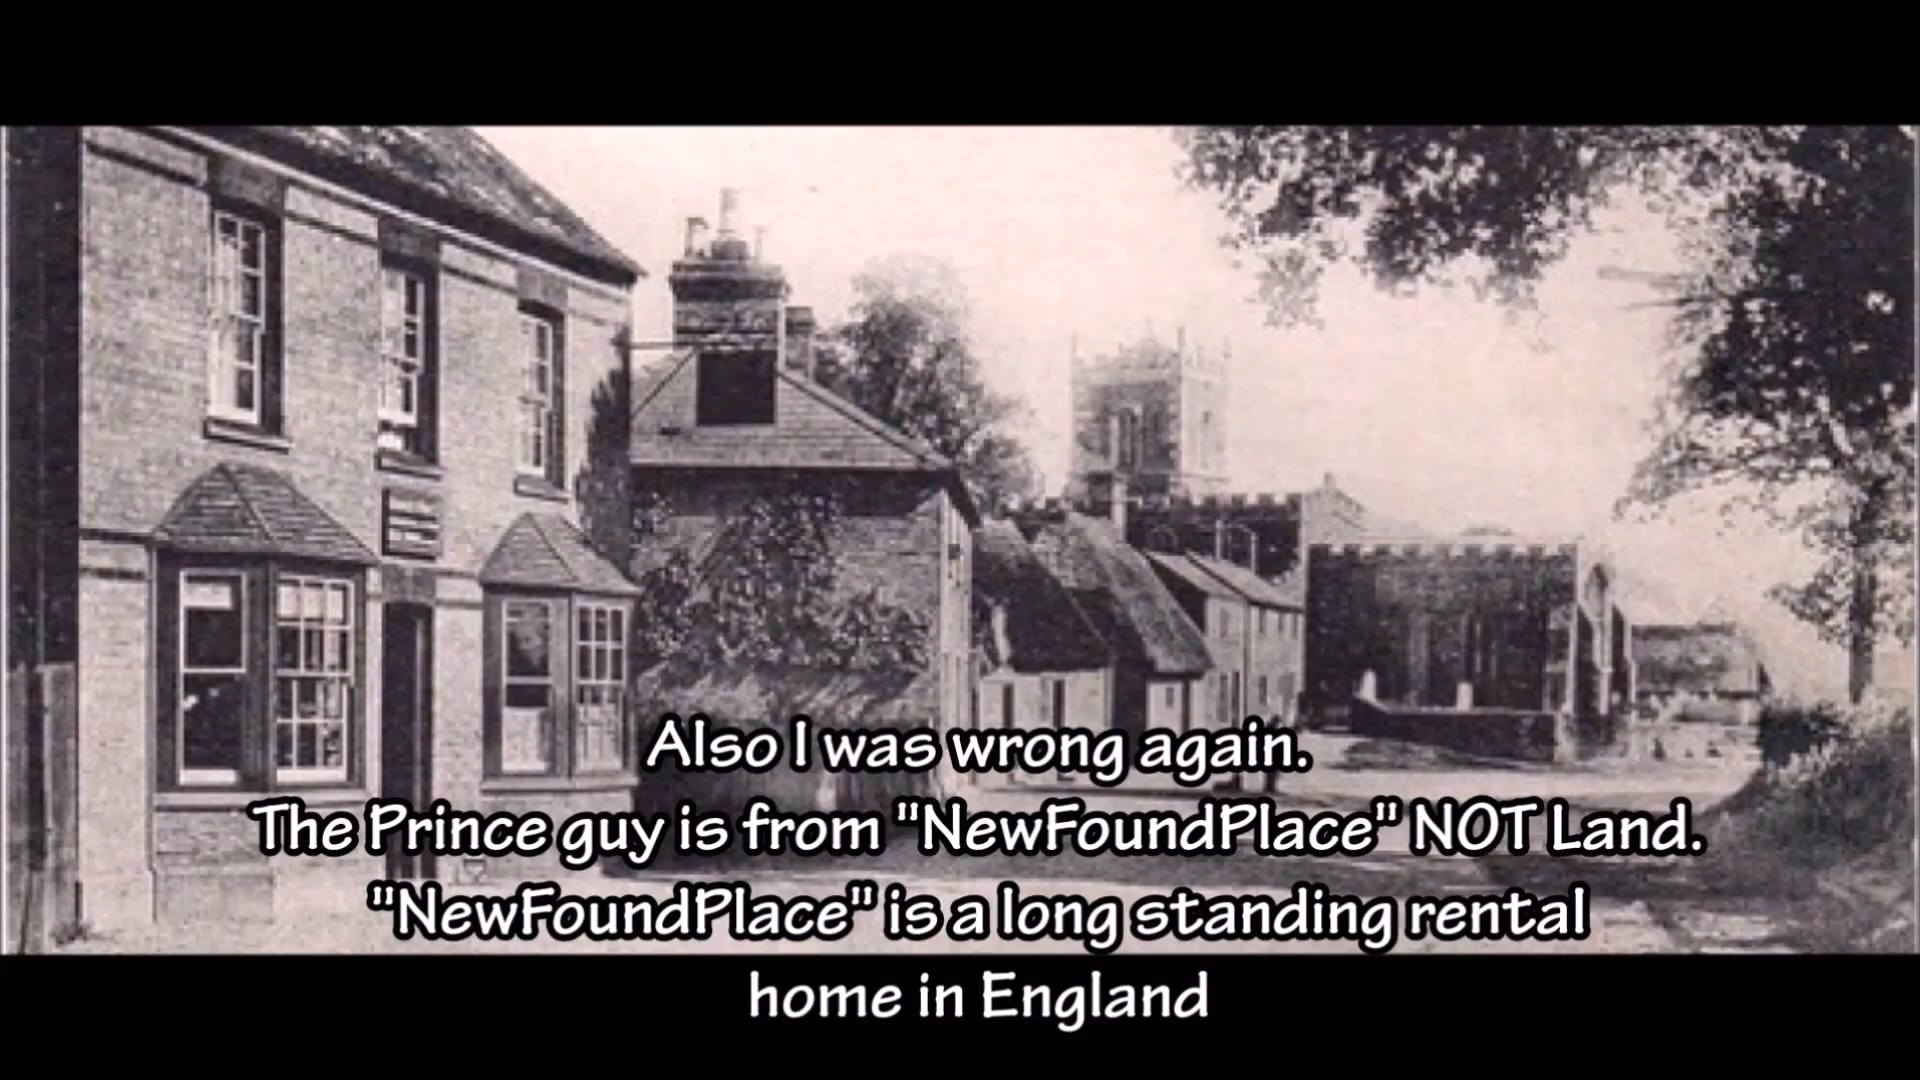 Also I was wrong again.
The Prince guy is from "NewFoundPlace" NOT Land.
"NewFoundPlace" is a long standing rental
home in England